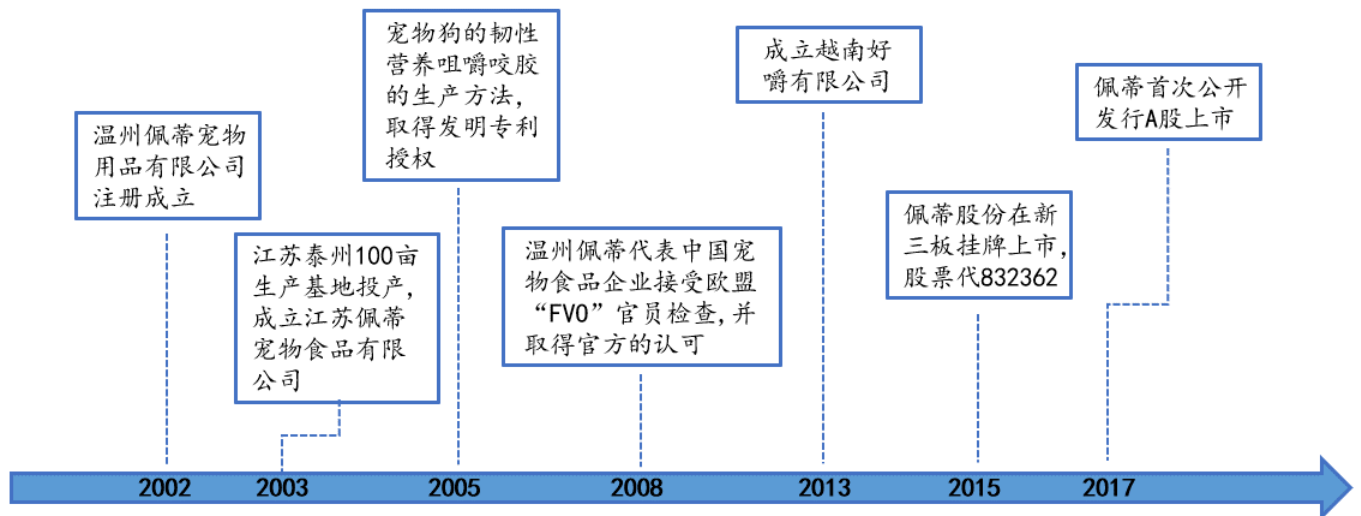 温州佩蒂宠物
用品有限公司
注册成立
江苏泰州100亩
生产基地投产，
成立江苏佩蒂
宠物食品有限
公司
宠物狗的韧性
营养咀嚼咬胶
的生产方法，
取得发明专利
授权
温州佩蒂代表中国宠
物食品企业接受欧盟
“FVO”官员检查,并
取得官方的认可
成立越南好
嚼有限公司
佩蒂股份在新
三板挂牌上市，
股票代832362
佩蒂首次公开
发行A股上市
2002 2003 2005 2008 2013 2015 2017